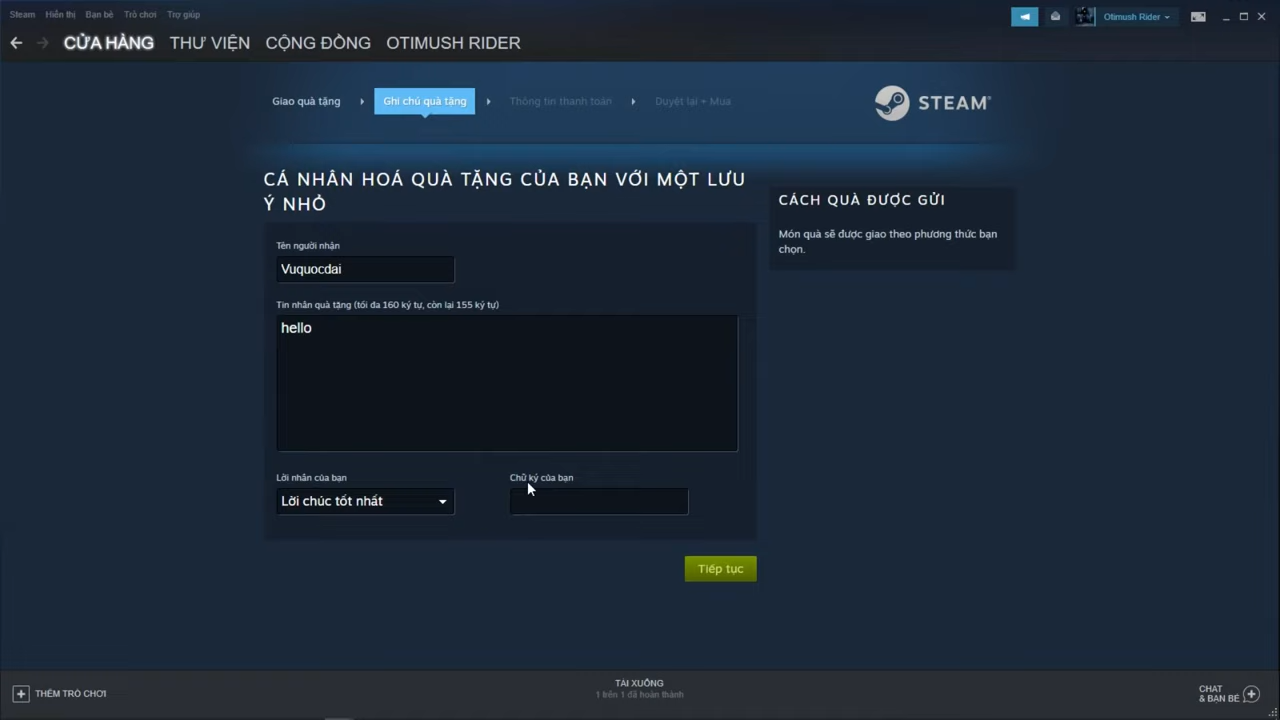 Steam Hiển thị Bạn bè Trò chơi Trợ giúp
Otimush Rider
CỬA HÀNG THƯ VIỆN CỘNG ĐỒNG OTIMUSH RIDER
Giao quà tặng Ghi chú quà tặng Thông tin thanh toán Duyệt lại + Mua
STEAM®
CÁ NHÂN HOÁ QUÀ TẶNG CỦA BẠN VỚI MỘT LƯU
Ý NHỎ
CÁCH QUÀ ĐƯỢC GỬI
Món quà sẽ được giao theo phương thức bạn
chọn.
Tên người nhận
Vuquocdai
Tin nhắn quà tặng (tối đa 160 ký tự, còn lại 155 ký tự)
hello
Lời nhắn của bạn
Chữ ký của bạn
Lời chúc tốt nhất
Tiếp tục
THÊM TRÒ CHƠI
TẢI XUỐNG
1 trên 1 đã hoàn thành
CHAT
& BẠN BÈ